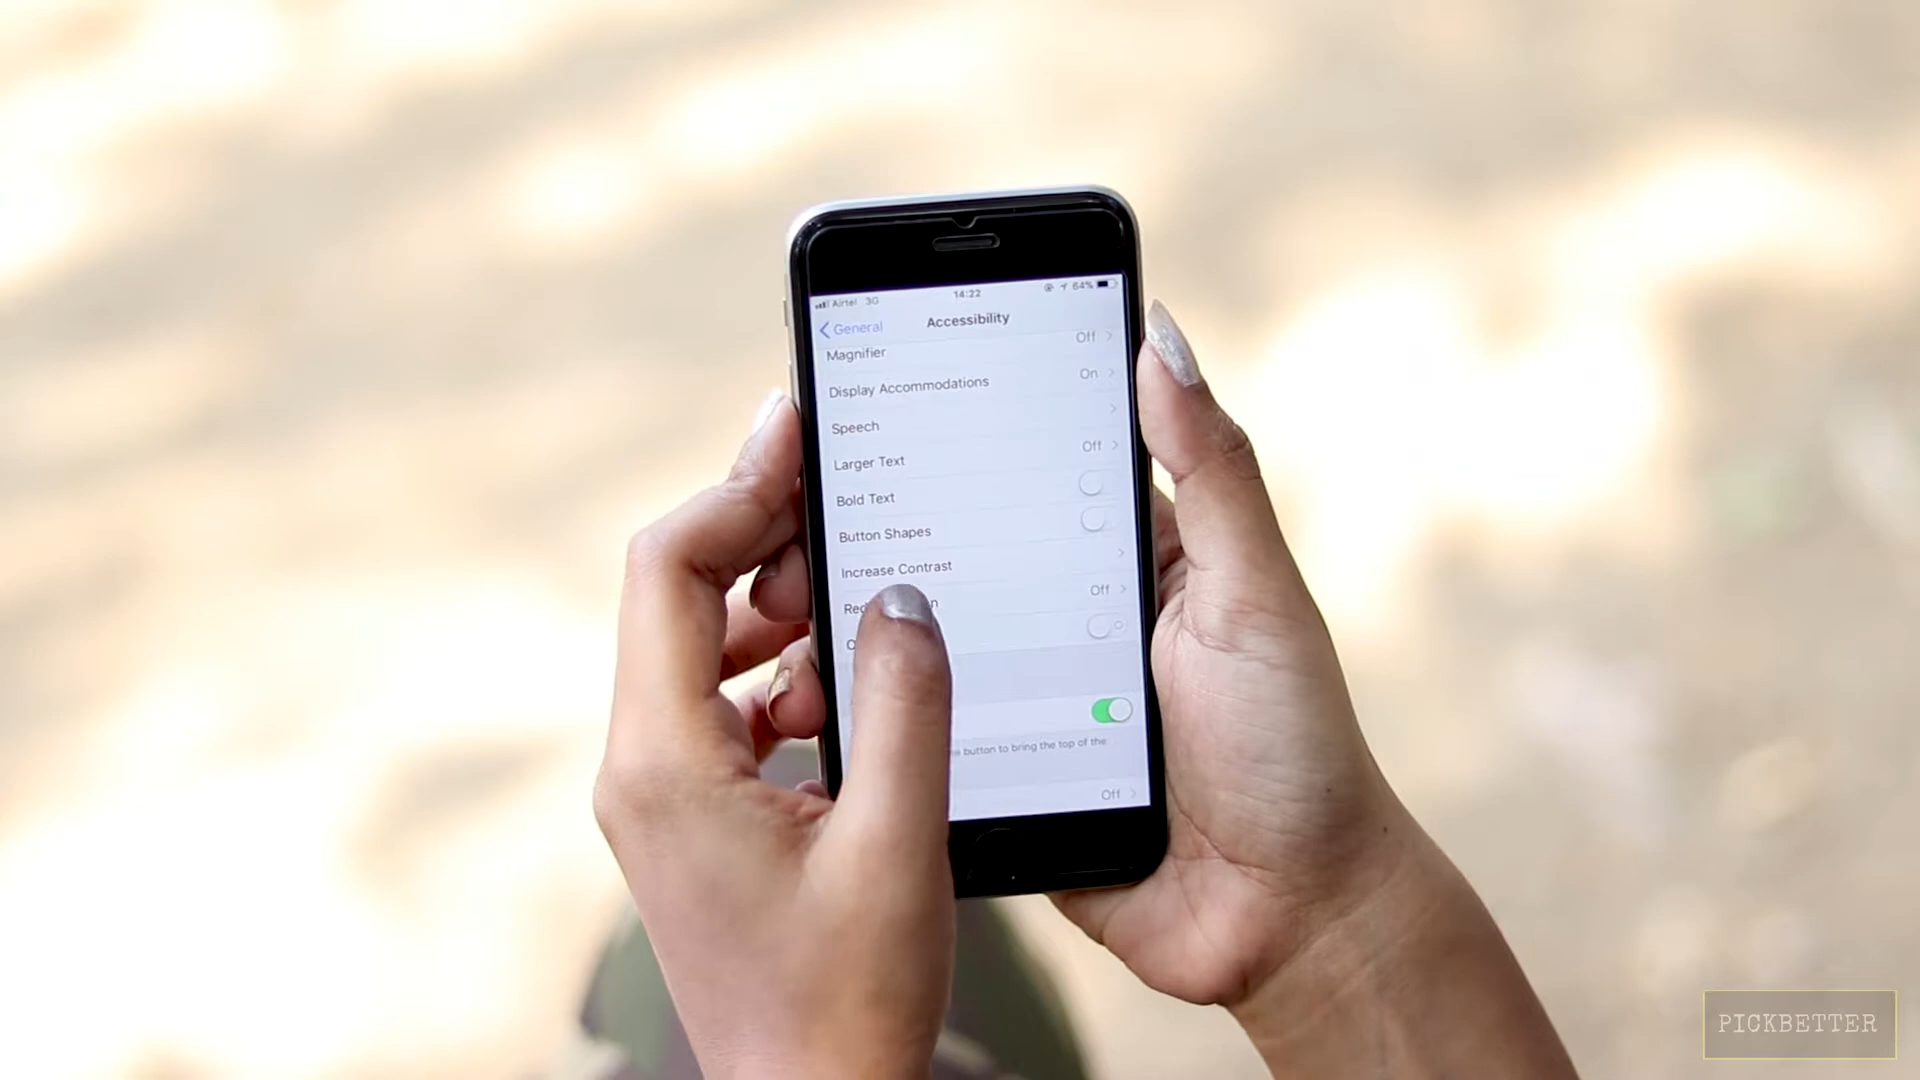 Airtel 3G 14:22 64%
General Accessibility
Magnifier Off
Display Accommodations On
Speech
Larger Text Off
Bold Text
Button Shapes
Increase Contrast
Off
button to bring the top of the
Off
PICKBETTER